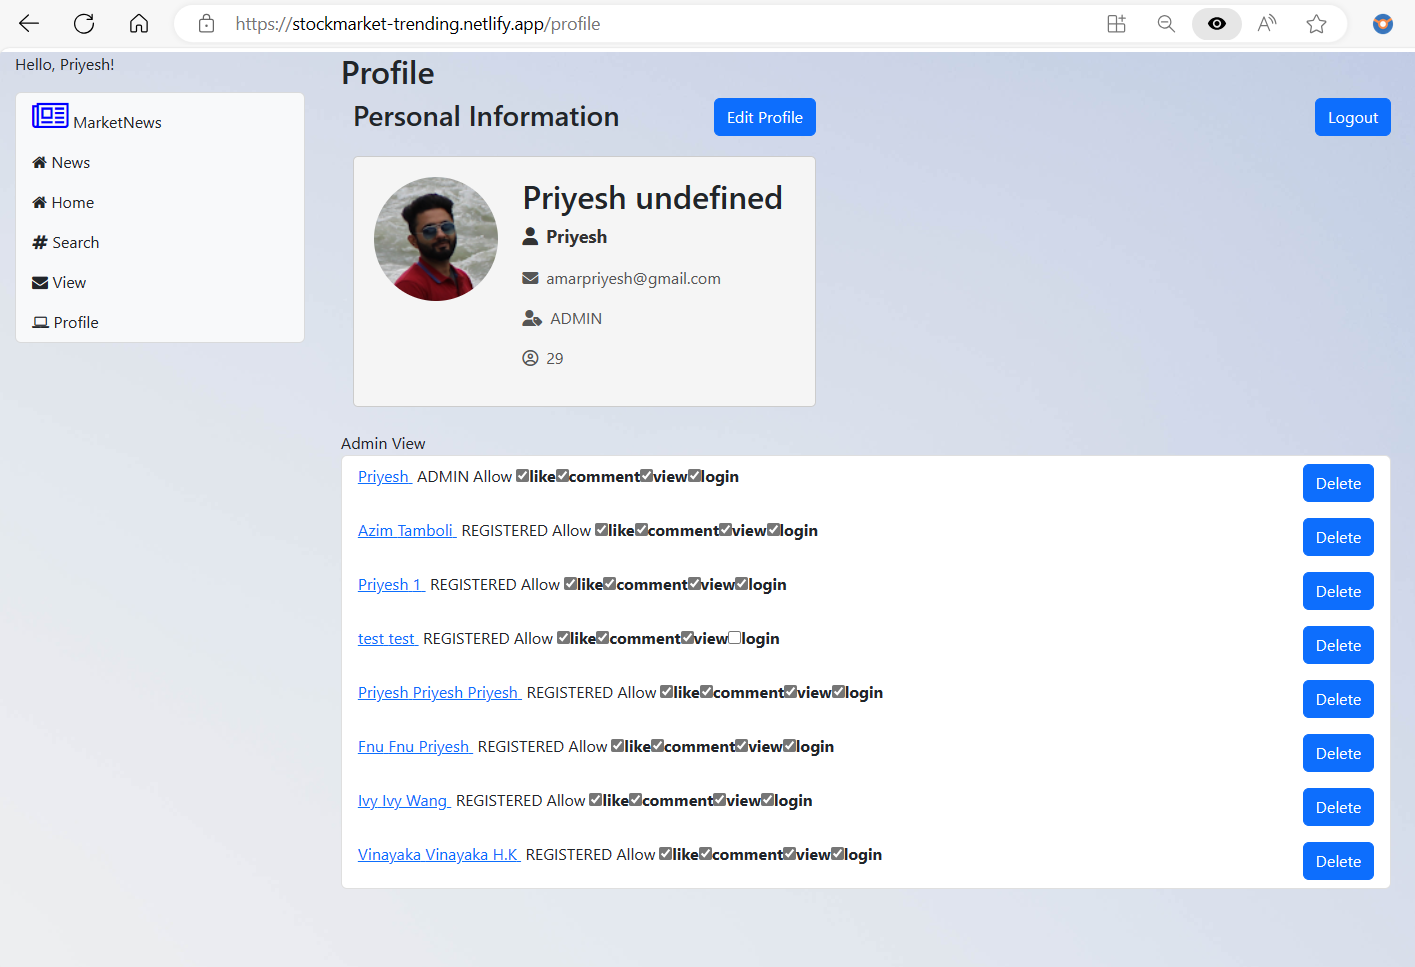 https://stockmarket-trending.netlify.app/profile
Hello, Priyesh!
MarketNews
News
Home
Search
View
Profile
Profile
Personal Information
Edit Profile
Logout
Priyesh undefined
Priyesh
amarpriyesh@gmail.com
ADMIN
29
Admin View
Priyesh ADMIN Allow like comment view login Delete
Azim Tamboli REGISTERED Allow like comment view login Delete
Priyesh 1 REGISTERED Allow like comment view login Delete
test test REGISTERED Allow like comment view login Delete
Priyesh Priyesh Priyesh REGISTERED Allow like comment view login Delete
Fnu Fnu Priyesh REGISTERED Allow like comment view login Delete
Ivy Ivy Wang REGISTERED Allow like comment view login Delete
Vinayaka Vinayaka H.K REGISTERED Allow like comment view login Delete